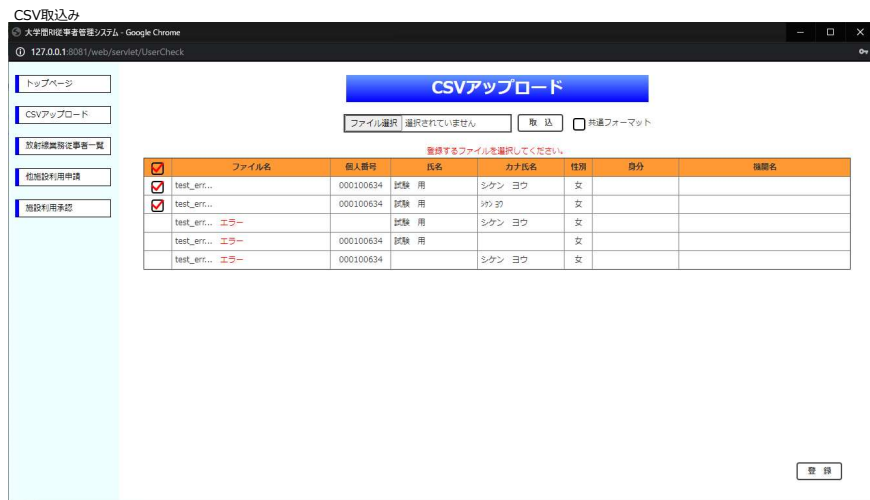 CSV取込み
大学間RI従事者管理システム - Google Chrome
127.0.0.1:8081/web/servlet/UserCheck
トップページ
CSVアップロード
放射線業務従事者一覧
他施設利用申請
施設利用承認
CSVアップロード
ファイル選択 選択されていません 取 込 共通フォーマット
登録するファイルを選択してください。
ファイル名 個人番号 氏名 カナ氏名 性別 身分 機関名
test_err... 000100634 試験 用 シケン ヨウ 女
test_err... 000100634 試験 用 ｼｹﾝ ﾖｳ 女
test_err... エラー 試験 用 シケン ヨウ 女
test_err... エラー 000100634 試験 用 女
test_err... エラー 000100634 シケン ヨウ 女
登 録